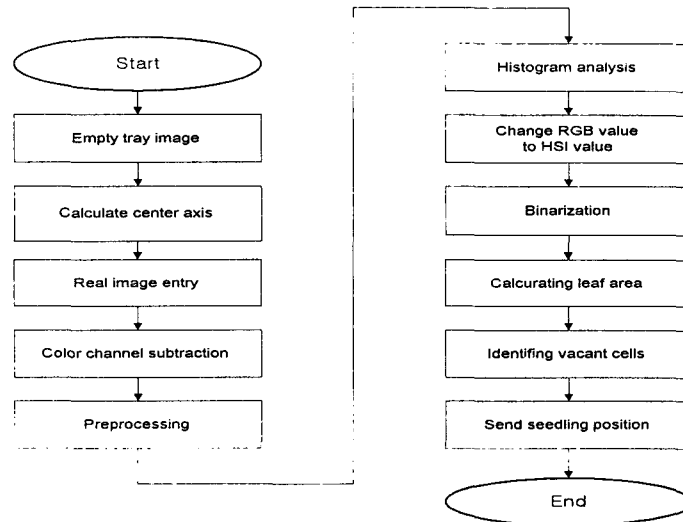 Start
Empty tray image
Calculate center axis
Real image entry
Color channel subtraction
Preprocessing
Histogram analysis
Change RGB value
to HSI value
Binarization
Calcurating leaf area
Identifing vacant cells
Send seedling position
End